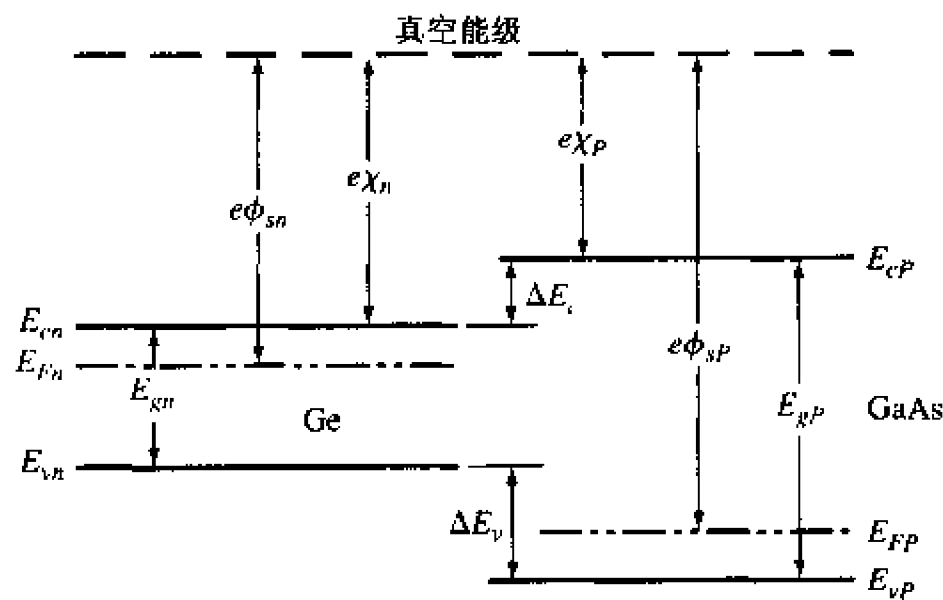 真空能级
eχP
eχn
eϕsn
EcP
ΔEc
Ecn
eϕsP
EFn
Egn
EgP
GaAs
Ge
Evn
ΔEv
EFP
EvP